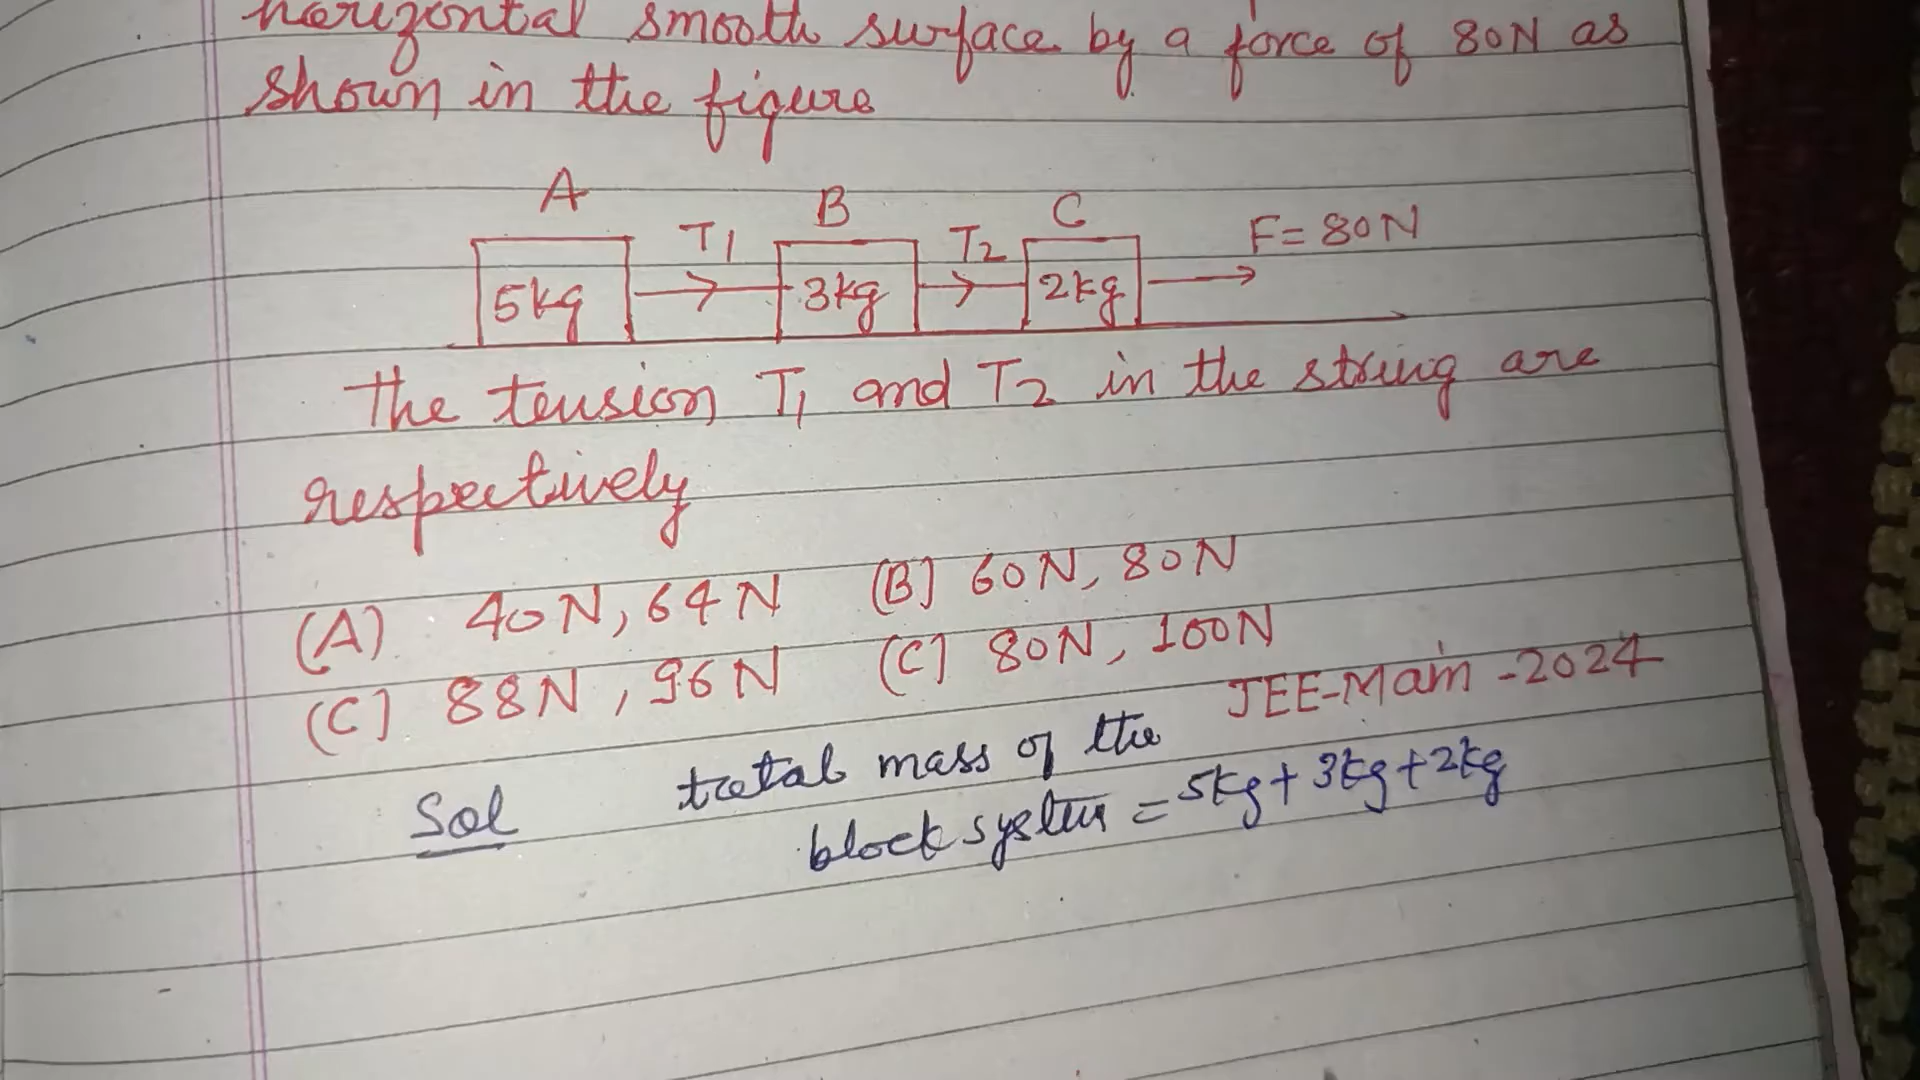 horizontal smooth surface by a force of 80N as
shown in the figure
A B C
T1 T2 F= 80N
5kg 3kg 2kg
the tension T1 and T2 in the string are
respectively
(A) 40N, 64N (B) 60N, 80N
(C) 88N, 96N (C) 80N, 100N
JEE-Main -2024
Sol total mass of the
block system = 5kg + 3kg + 2kg